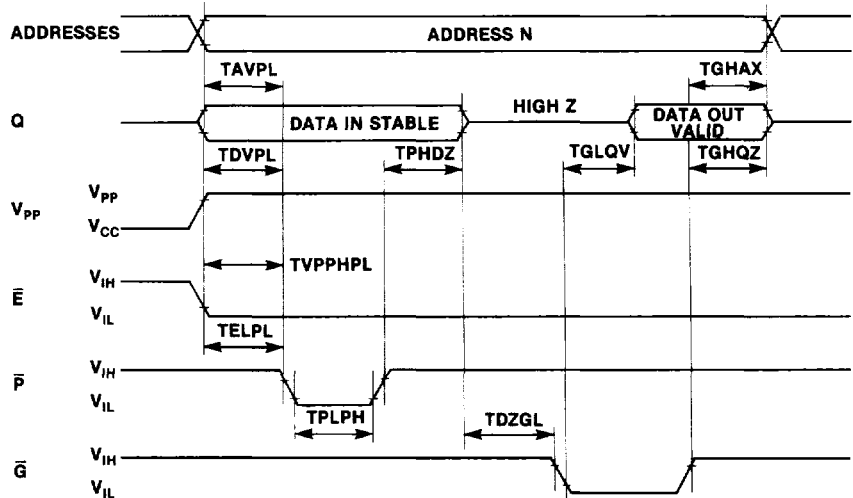 ADDRESSES
ADDRESS N
TAVPL
TGHAX
Q
DATA IN STABLE
HIGH Z
DATA OUT
VALID
TDVPL
TPHDZ
TGLQV
TGHQZ
VPP
VPP
VCC
TVPPHPL
E̅
VIH
VIL
TELPL
P̅
VIH
VIL
TPLPH
TDZGL
G̅
VIH
VIL